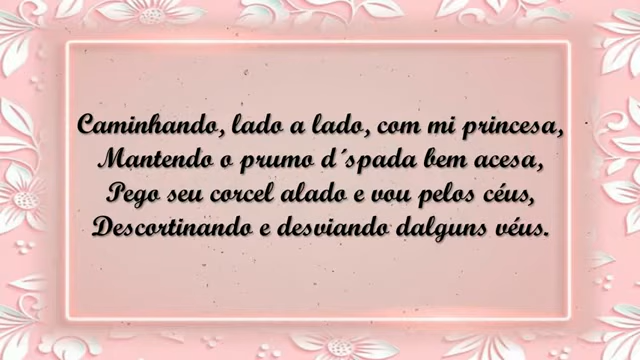 Caminhando, lado a lado, com mi princesa,
Mantendo o prumo d´spada bem acesa,
Pego seu corcel alado e vou pelos céus,
Descortinando e desviando dalguns véus.